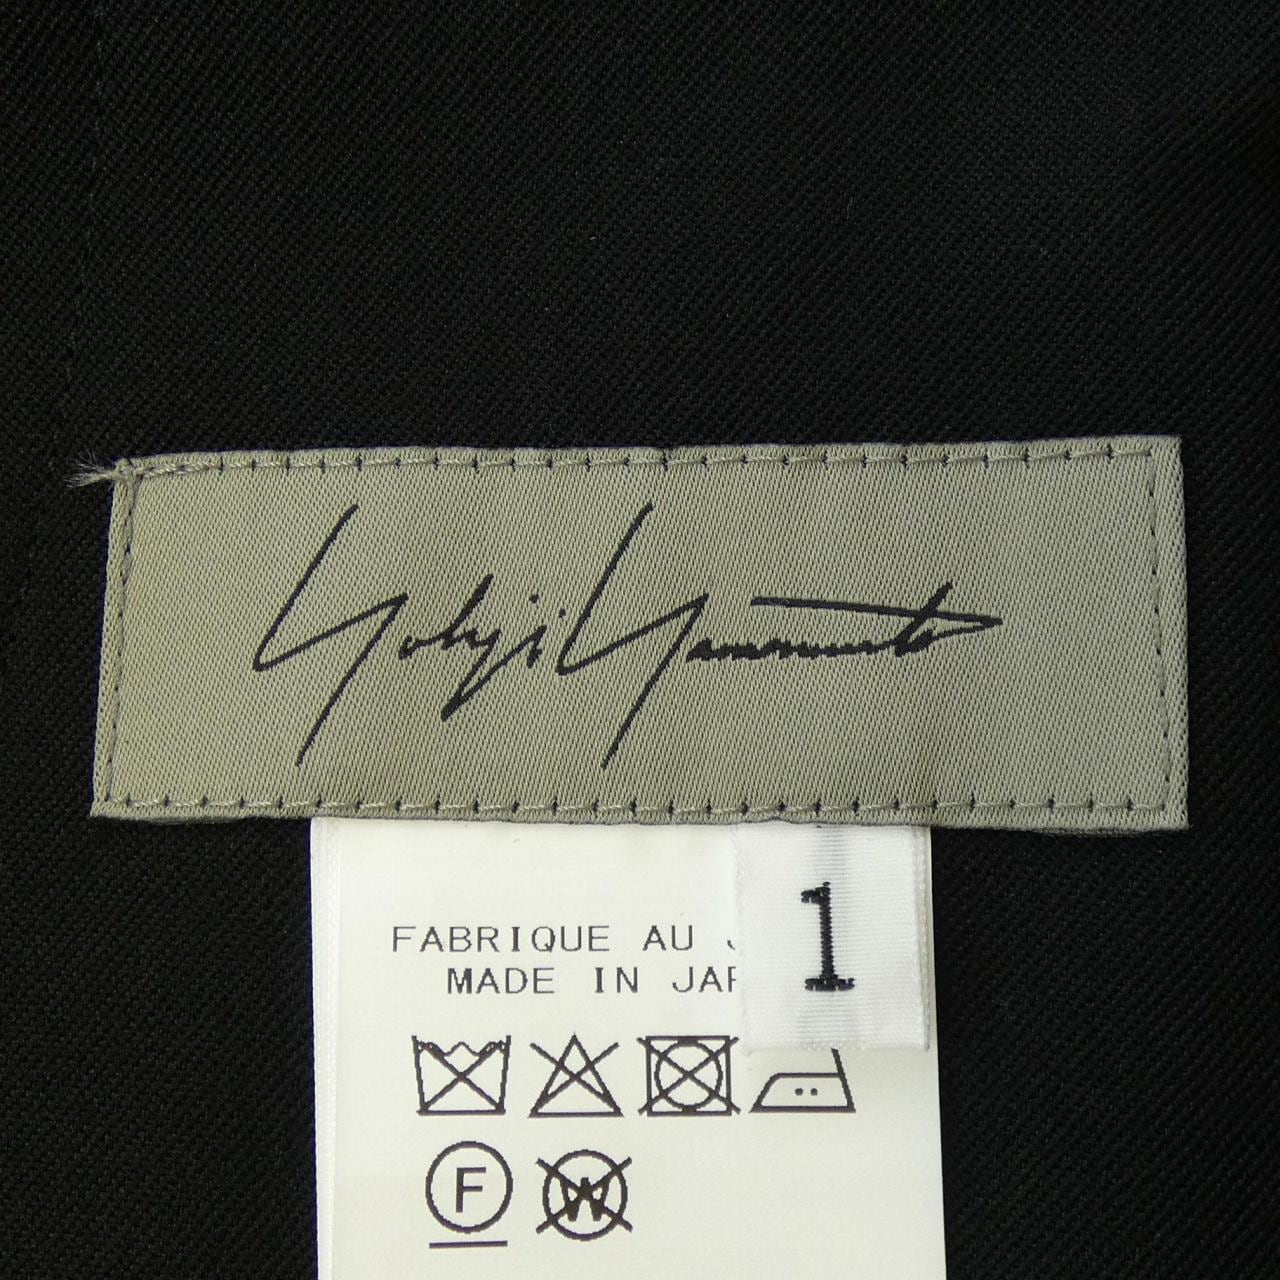 Yohji Yamamoto
1
FABRIQUE AU J
MADE IN JAP
F
W